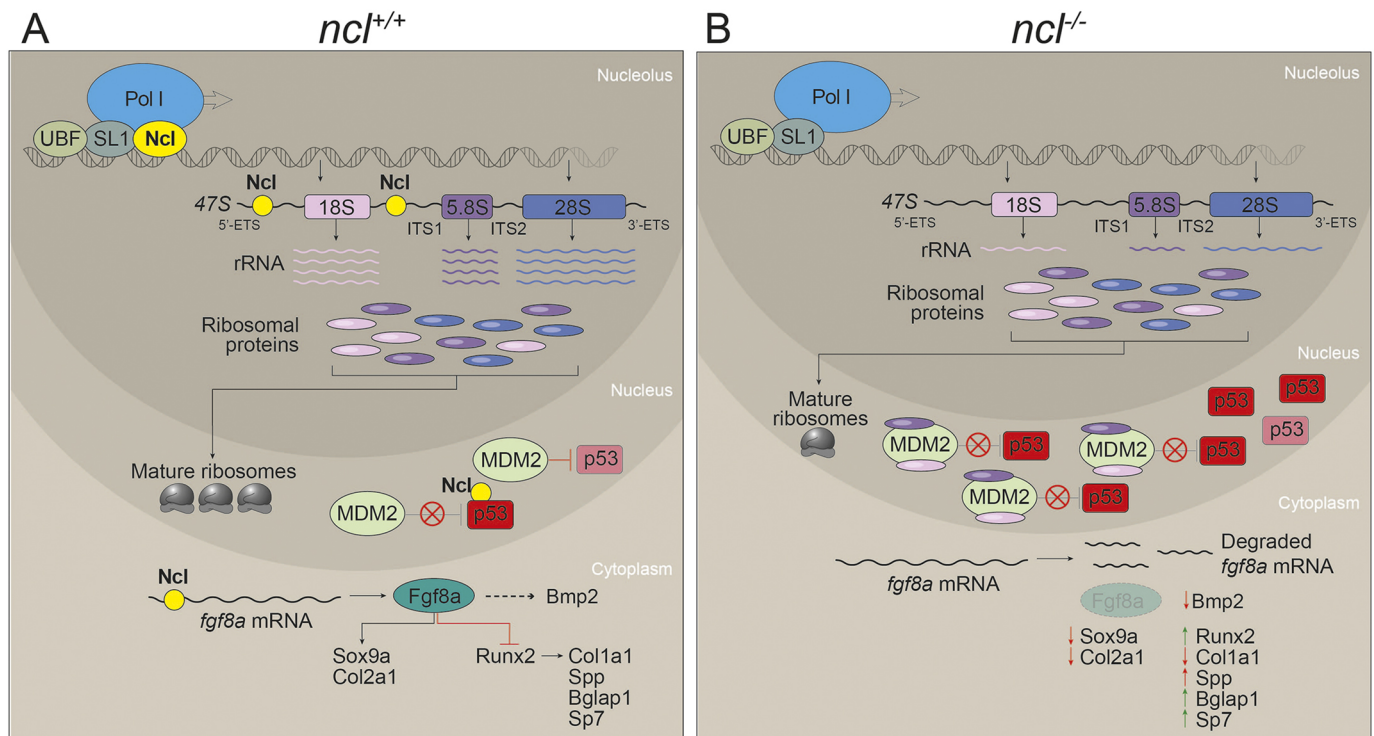 A
ncl+/+
Nucleolus
Pol I
UBF
SL1
Ncl
Ncl
Ncl
47S
18S
5.8S
28S
5'-ETS
ITS1
ITS2
3'-ETS
rRNA
Ribosomal
proteins
Nucleus
MDM2
p53
Mature ribosomes
Ncl
MDM2
p53
Cytoplasm
Ncl
fgf8a mRNA
Fgf8a
Bmp2
Sox9a
Col2a1
Runx2
Col1a1
Spp
Bglap1
Sp7
B
ncl-/-
Nucleolus
Pol I
UBF
SL1
47S
18S
5.8S
28S
5'-ETS
ITS1
ITS2
3'-ETS
rRNA
Ribosomal
proteins
Nucleus
Mature
ribosomes
p53
p53
p53
MDM2
p53
MDM2
p53
MDM2
p53
Cytoplasm
fgf8a mRNA
Degraded
fgf8a mRNA
Fgf8a
Bmp2
Sox9a
Col2a1
Runx2
Col1a1
Spp
Bglap1
Sp7